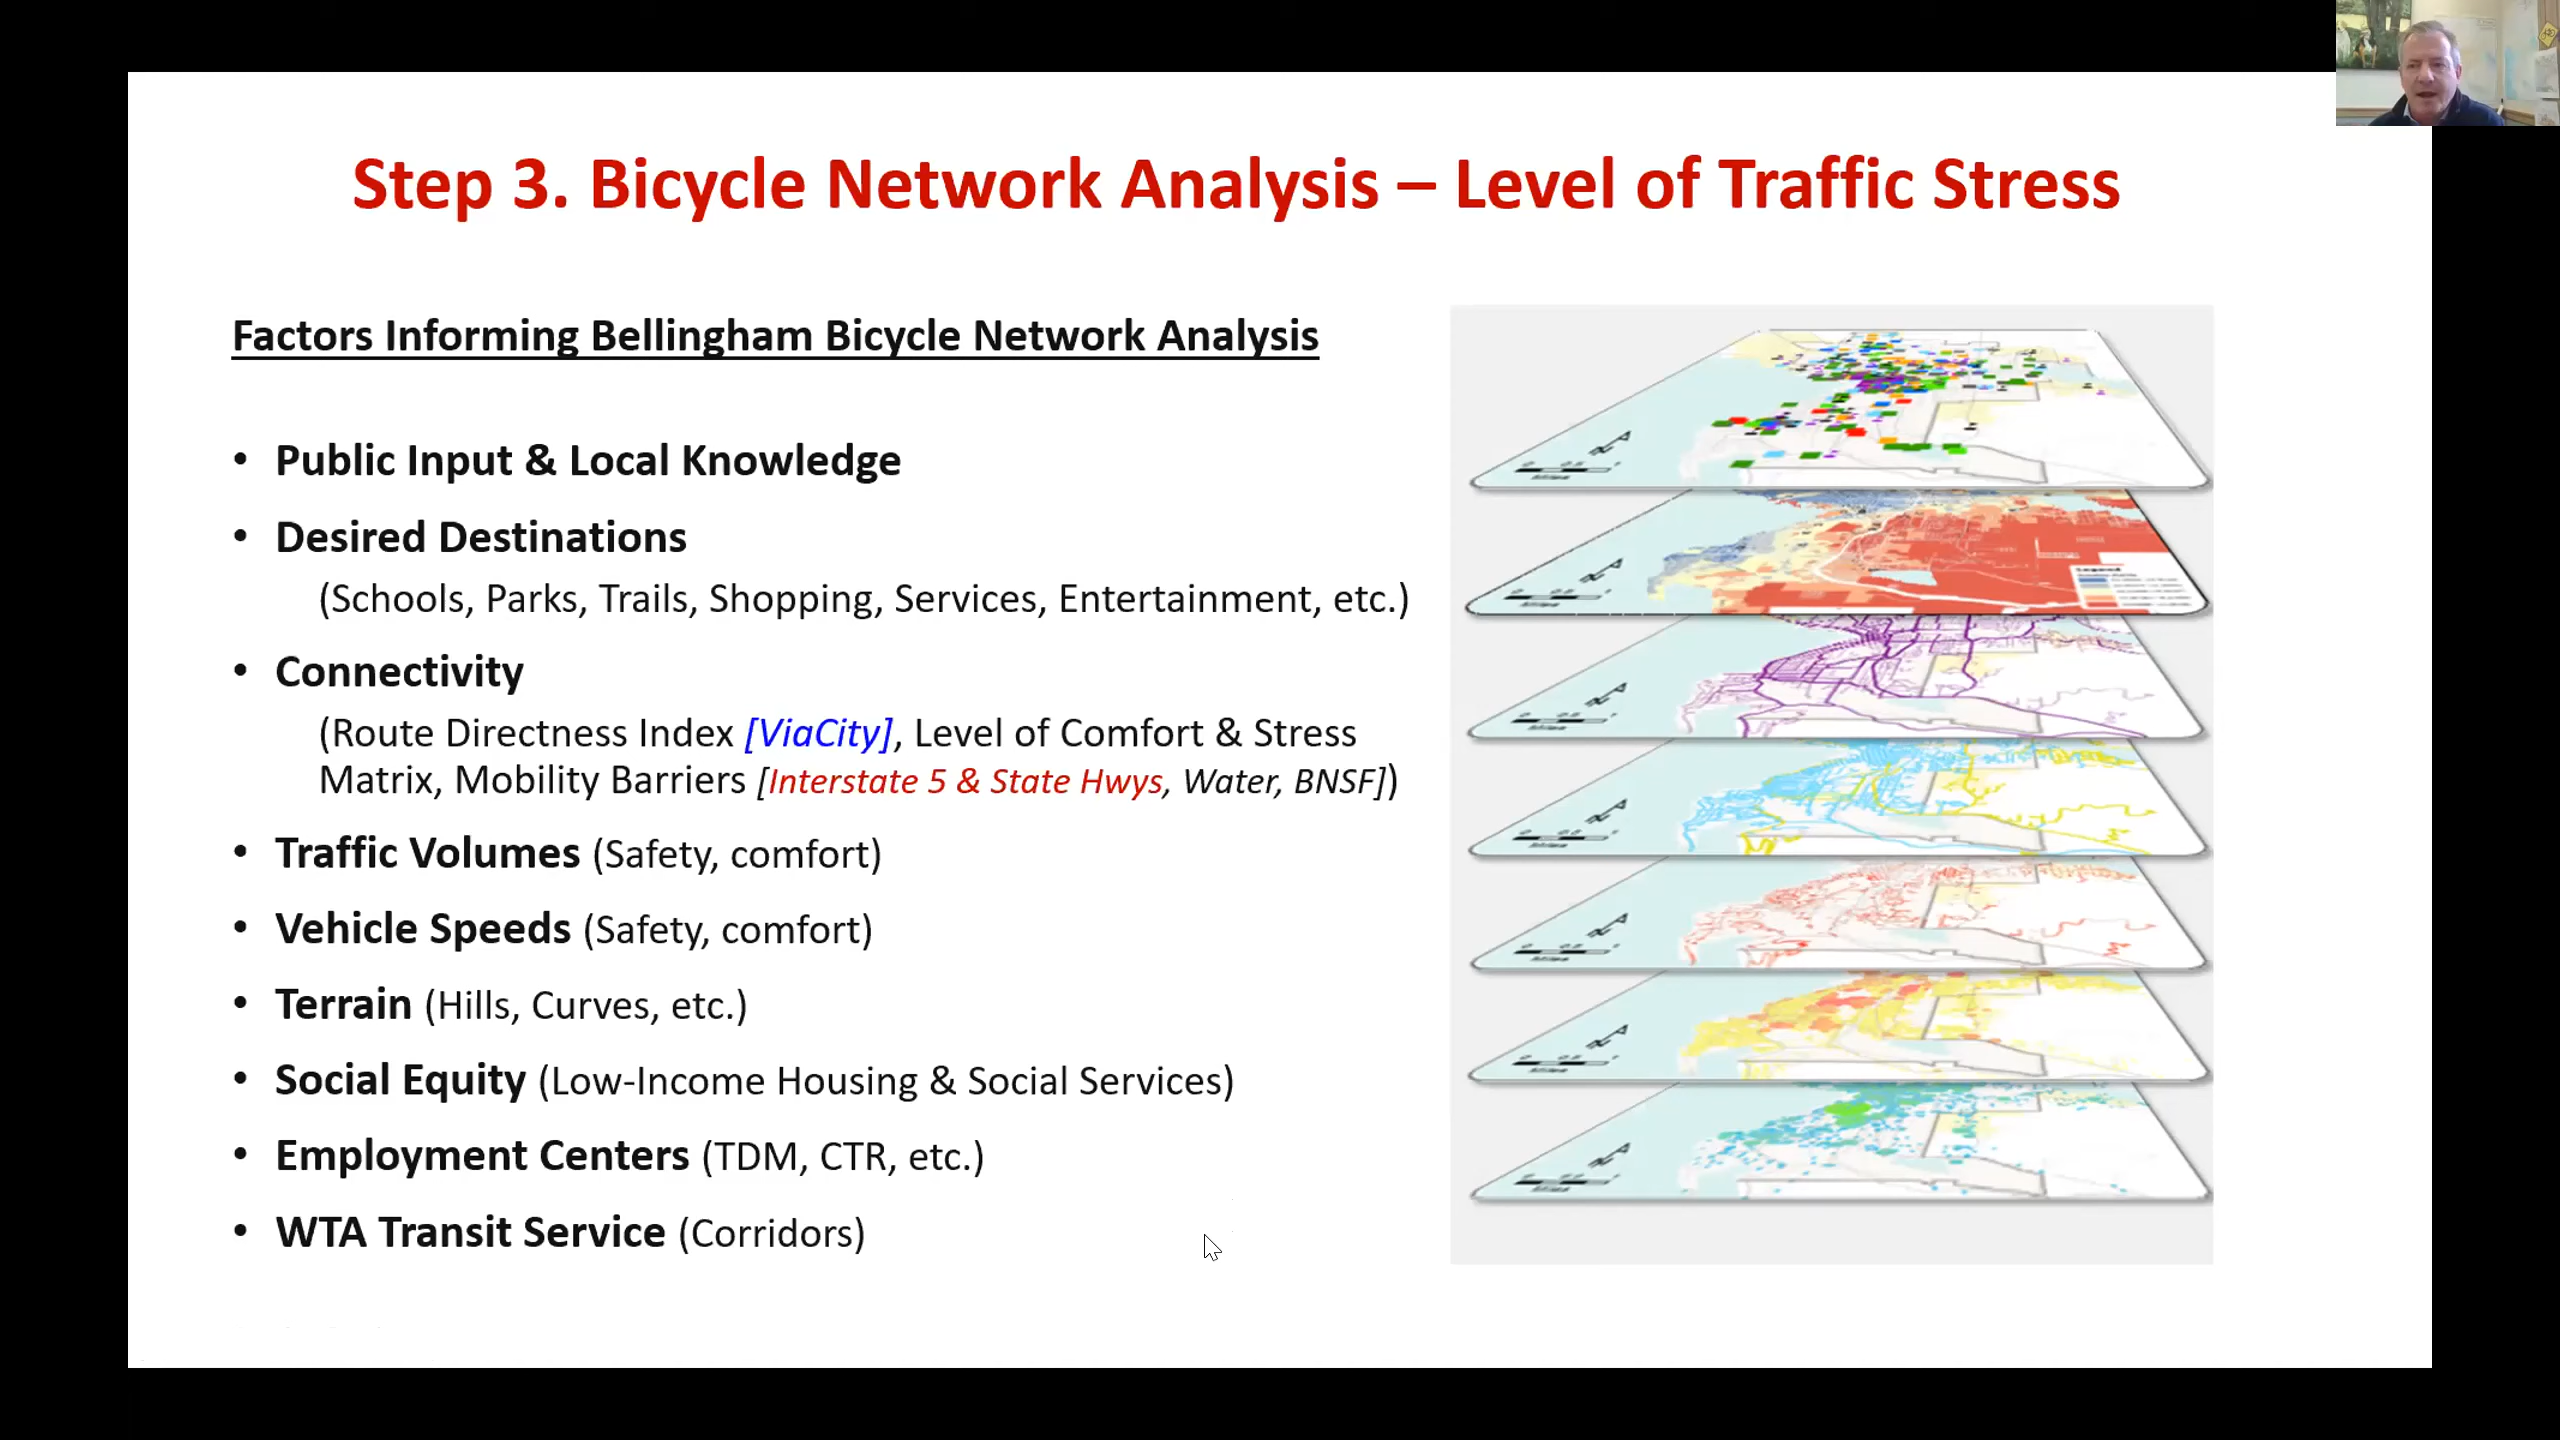 Step 3. Bicycle Network Analysis – Level of Traffic Stress
Factors Informing Bellingham Bicycle Network Analysis
• Public Input & Local Knowledge
• Desired Destinations
(Schools, Parks, Trails, Shopping, Services, Entertainment, etc.)
• Connectivity
(Route Directness Index [ViaCity], Level of Comfort & Stress
Matrix, Mobility Barriers [Interstate 5 & State Hwys, Water, BNSF])
• Traffic Volumes (Safety, comfort)
• Vehicle Speeds (Safety, comfort)
• Terrain (Hills, Curves, etc.)
• Social Equity (Low-Income Housing & Social Services)
• Employment Centers (TDM, CTR, etc.)
• WTA Transit Service (Corridors)